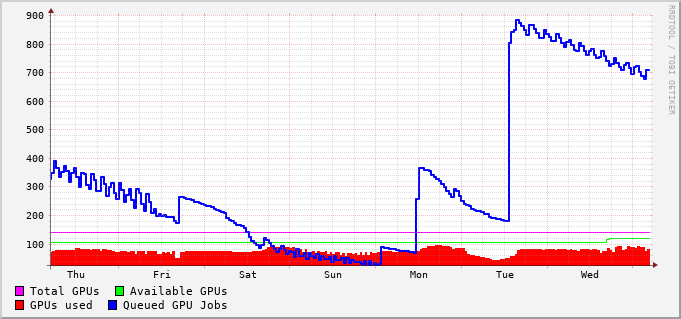 900
800
700
600
500
400
300
200
100
Thu Fri Sat Sun Mon Tue Wed
Total GPUs Available GPUs
GPUs used Queued GPU Jobs
RRDTOOL / TOBI OETIKER